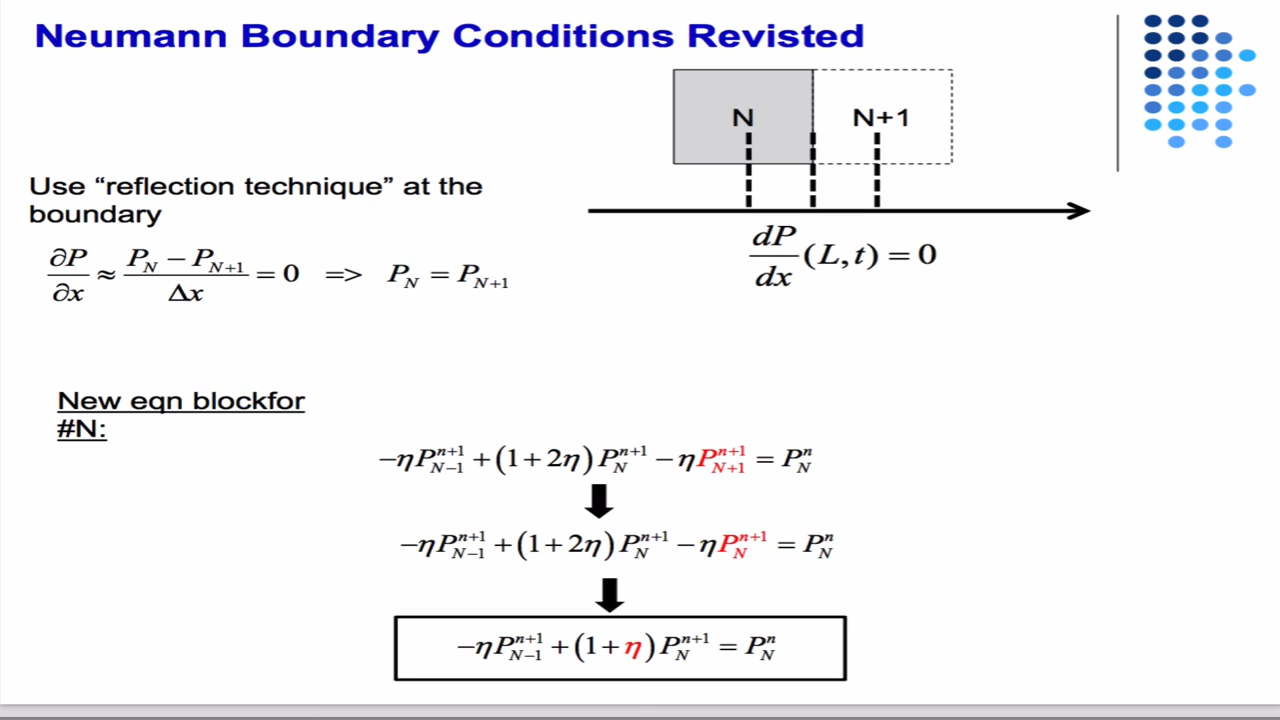 Neumann Boundary Conditions Revisted
N N+1
Use “reflection technique” at the
boundary
∂P/∂x ≈ (P_N − P_{N+1})/Δx = 0 => P_N = P_{N+1}
dP/dx (L,t) = 0
New eqn blockfor
#N:
−ηP_{N−1}^{n+1} + (1+2η)P_N^{n+1} − ηP_{N+1}^{n+1} = P_N^n
−ηP_{N−1}^{n+1} + (1+2η)P_N^{n+1} − ηP_N^{n+1} = P_N^n
−ηP_{N−1}^{n+1} + (1+η)P_N^{n+1} = P_N^n